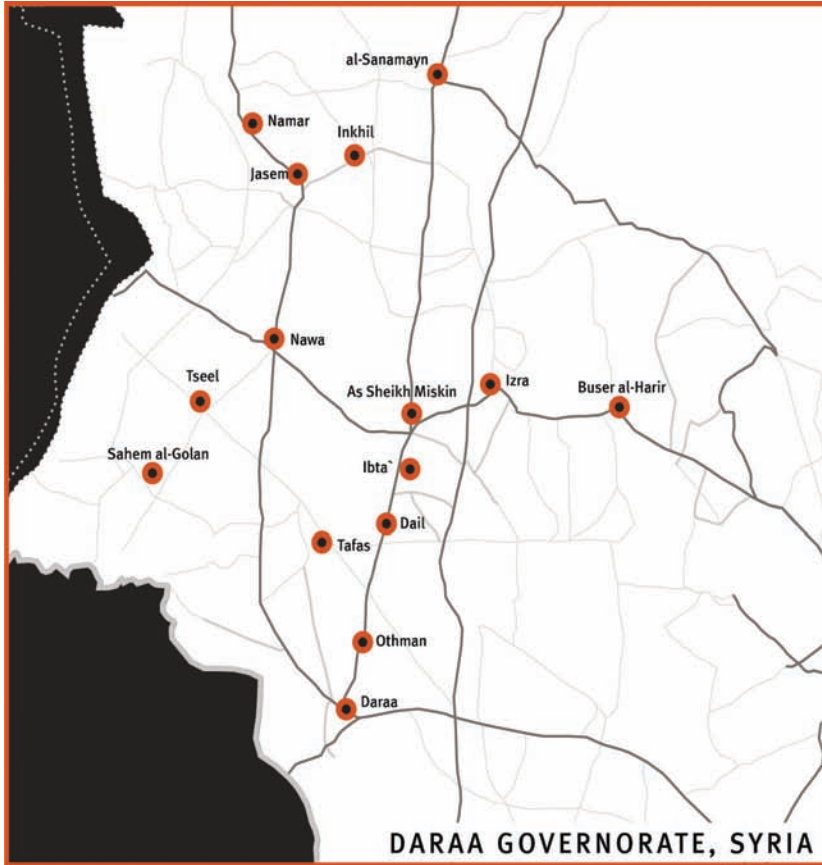 al-Sanamayn
Namar
Inkhil
Jasem
Nawa
Tseel
As Sheikh Miskin
Izra
Buser al-Harir
Sahem al-Golan
Ibta`
Dail
Tafas
Othman
Daraa
DARAA GOVERNORATE, SYRIA